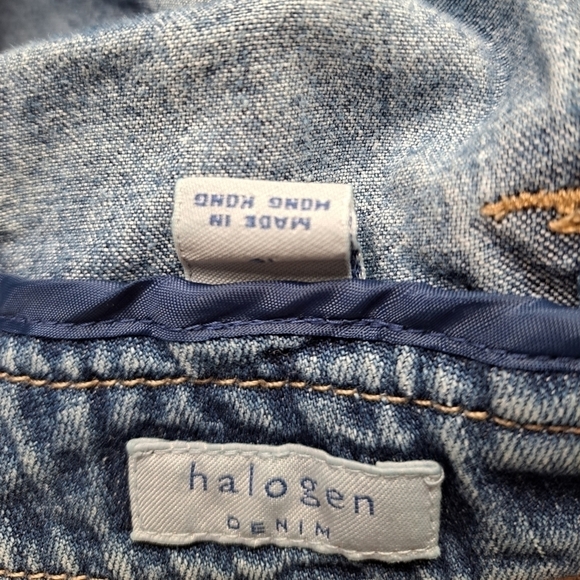 MADE IN
HONG KONG
halogen
DENIM